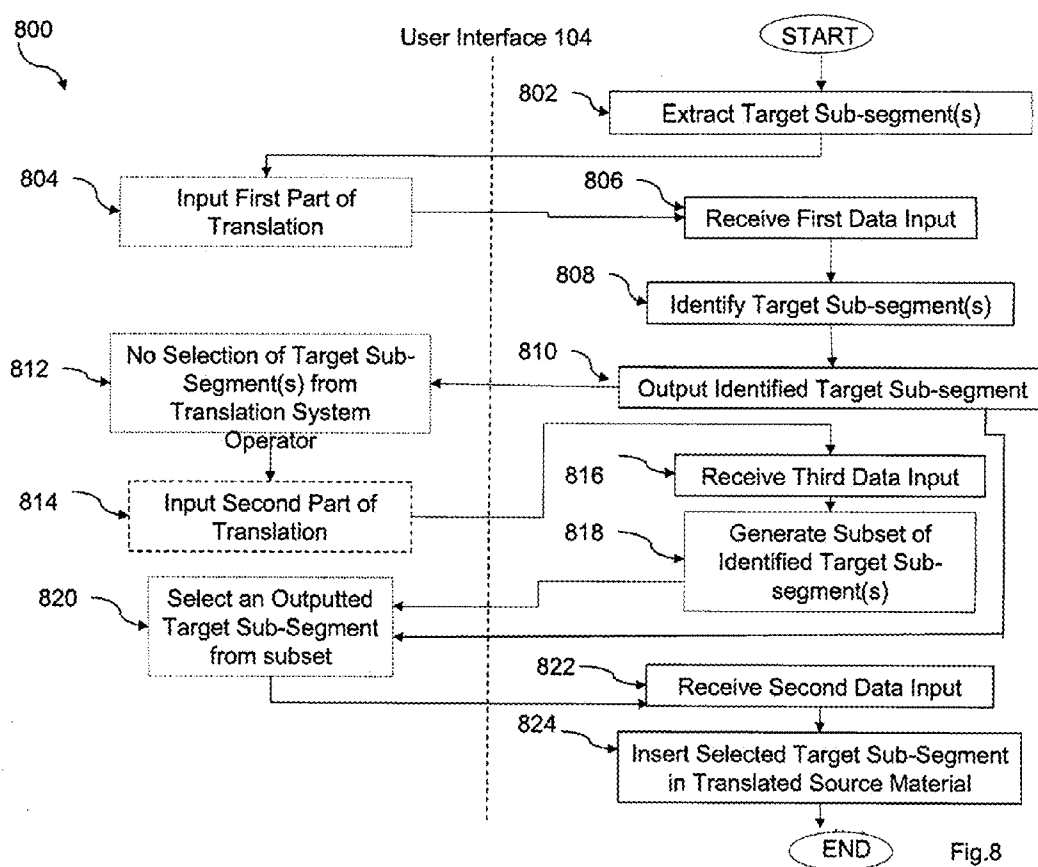 800
User Interface 104
START
802
Extract Target Sub-segment(s)
804
Input First Part of
Translation
806
Receive First Data Input
808
Identify Target Sub-segment(s)
810
Output Identified Target Sub-segment
812
No Selection of Target Sub-
Segment(s) from
Translation System
Operator
814
Input Second Part of
Translation
816
Receive Third Data Input
818
Generate Subset of
Identified Target Sub-
segment(s)
820
Select an Outputted
Target Sub-Segment
from subset
822
Receive Second Data Input
824
Insert Selected Target Sub-Segment
in Translated Source Material
END
Fig.8